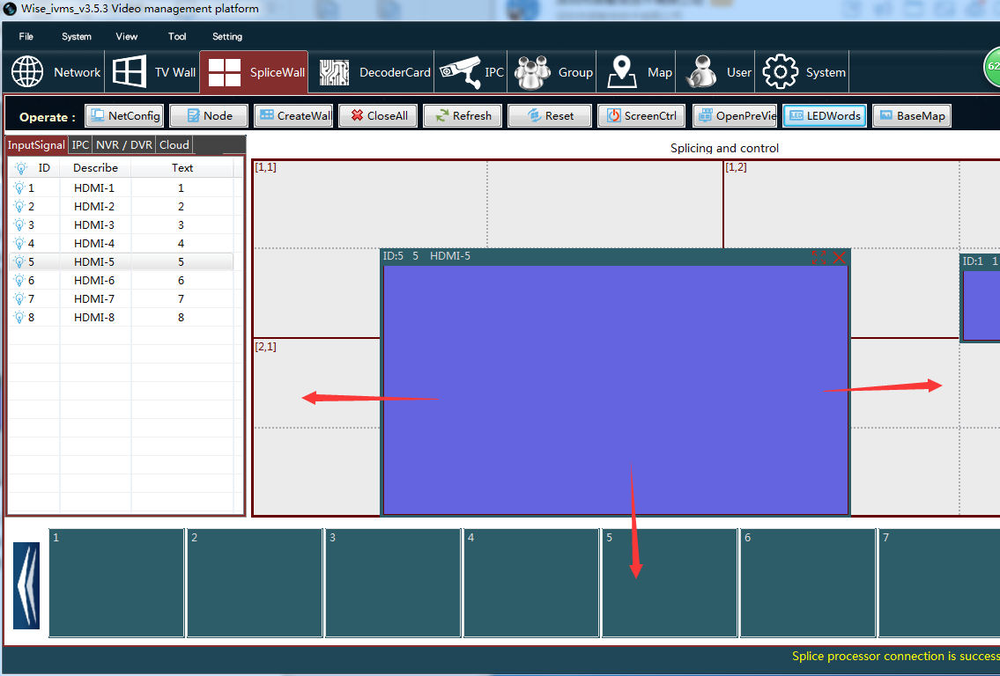 Wise_ivms_v3.5.3 Video management platform
File System View Tool Setting
Network TV Wall SpliceWall DecoderCard IPC Group Map User System
62
Operate : NetConfig Node CreateWall CloseAll Refresh Reset ScreenCtrl OpenPreVie LEDWords BaseMap
InputSignal IPC NVR / DVR Cloud
Splicing and control
ID Describe Text
1 HDMI-1 1
2 HDMI-2 2
3 HDMI-3 3
4 HDMI-4 4
5 HDMI-5 5
6 HDMI-6 6
7 HDMI-7 7
8 HDMI-8 8
[1,1] [1,2]
ID:5 5 HDMI-5
ID:1 1
[2,1]
1 2 3 4 5 6 7
Splice processor connection is success